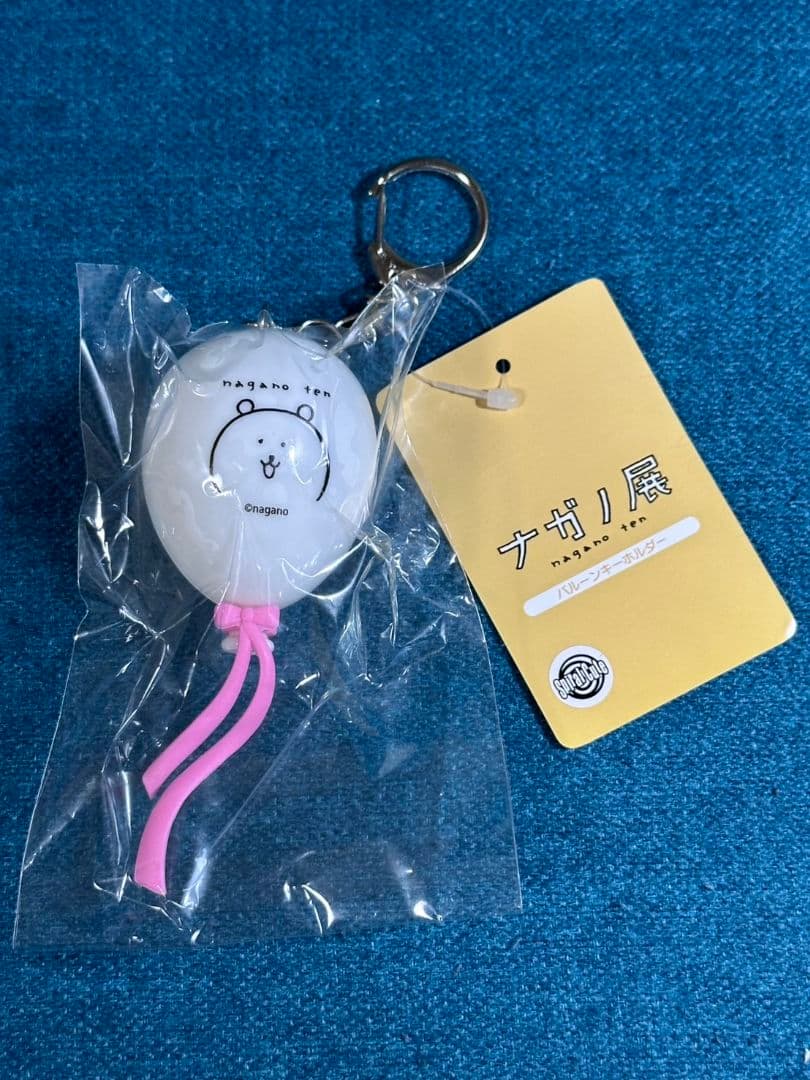 nagano ten
©nagano
ナガノ展
nagano ten
バルーンキーホルダー
SpiralCute